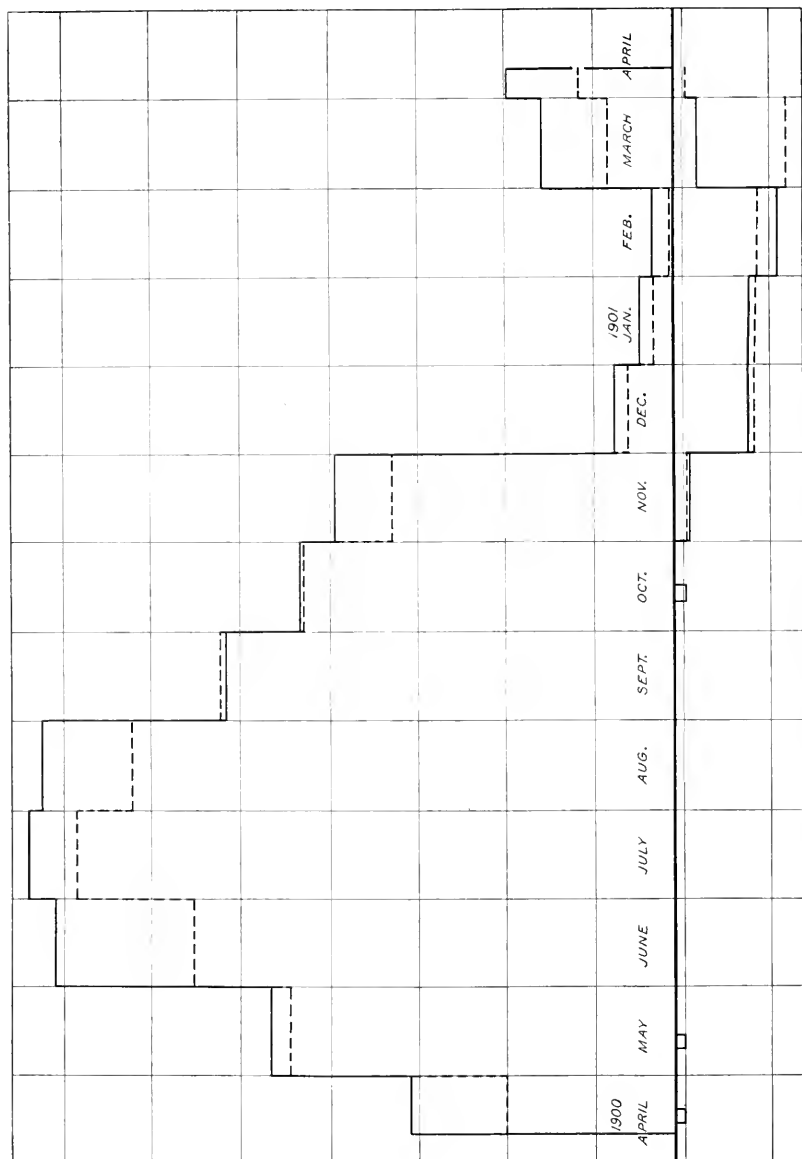 1900
APRIL
MAY
JUNE
JULY
AUG.
SEPT.
OCT.
NOV.
DEC.
1901
JAN.
FEB.
MARCH
APRIL